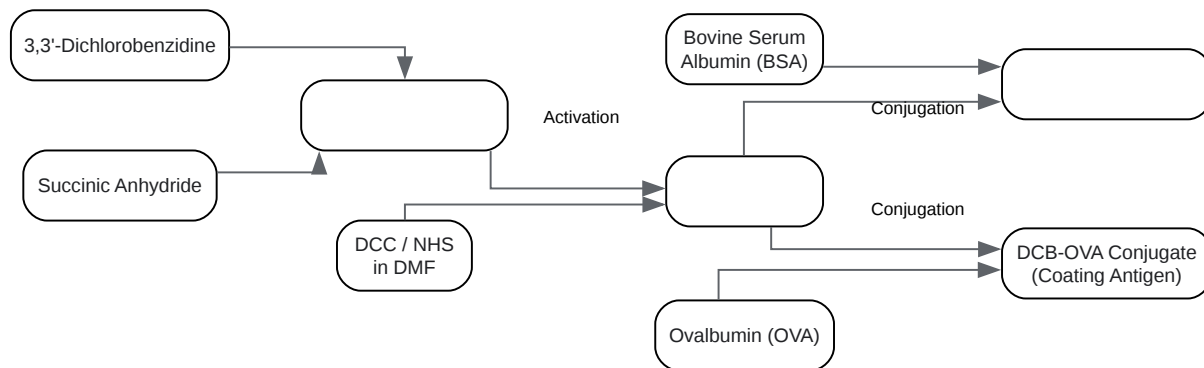 3,3'-Dichlorobenzidine
Succinic Anhydride
Activation
DCC / NHS
in DMF
Bovine Serum
Albumin (BSA)
Conjugation
Conjugation
DCB-OVA Conjugate
(Coating Antigen)
Ovalbumin (OVA)